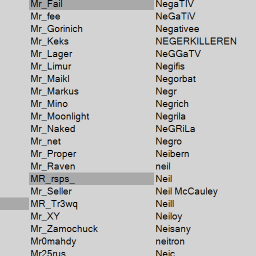 Mr_Fail NegaTIV
Mr_fee NeGaTiV
Mr_Gorinich Negativee
Mr_Keks NEGERKILLEREN
Mr_Lager NeGGaTV
Mr_Limur Negifis
Mr_Maikl Negorbat
Mr_Markus Negr
Mr_Mino Negrich
Mr_Moonlight Negrila
Mr_Naked NeGRiLa
Mr_net Negro
Mr_Proper Neibern
Mr_Raven neil
MR_rsps_ Neil
Mr_Seller Neil McCauley
MR_Tr3wq Neill
Mr_XY Neiloy
Mr_Zamochuck Neisany
Mr0mahdy neitron
Mr25rus Neic